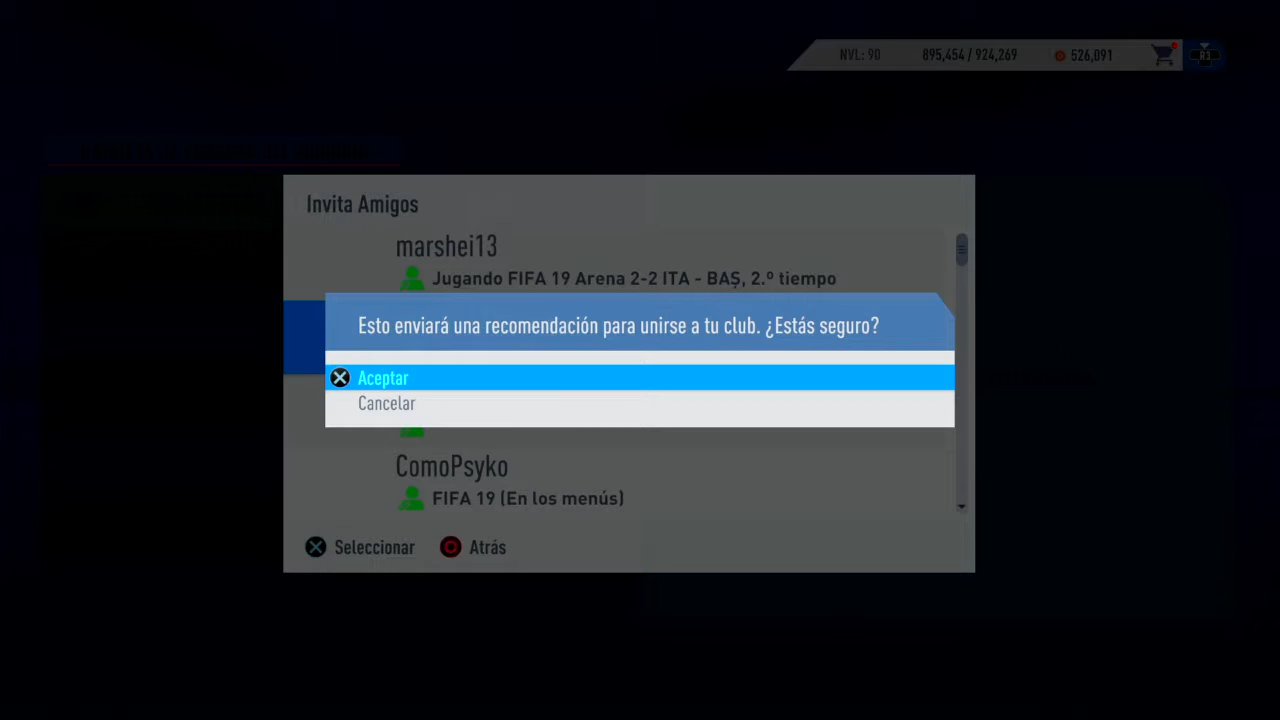 NVL: 90 895,454 / 924,269 526,091 R3
Invita Amigos
marshei13
Jugando FIFA 19 Arena 2-2 ITA - BAŞ, 2.º tiempo
Esto enviará una recomendación para unirse a tu club. ¿Estás seguro?
Aceptar
Cancelar
ComoPsyko
FIFA 19 (En los menús)
Seleccionar Atrás